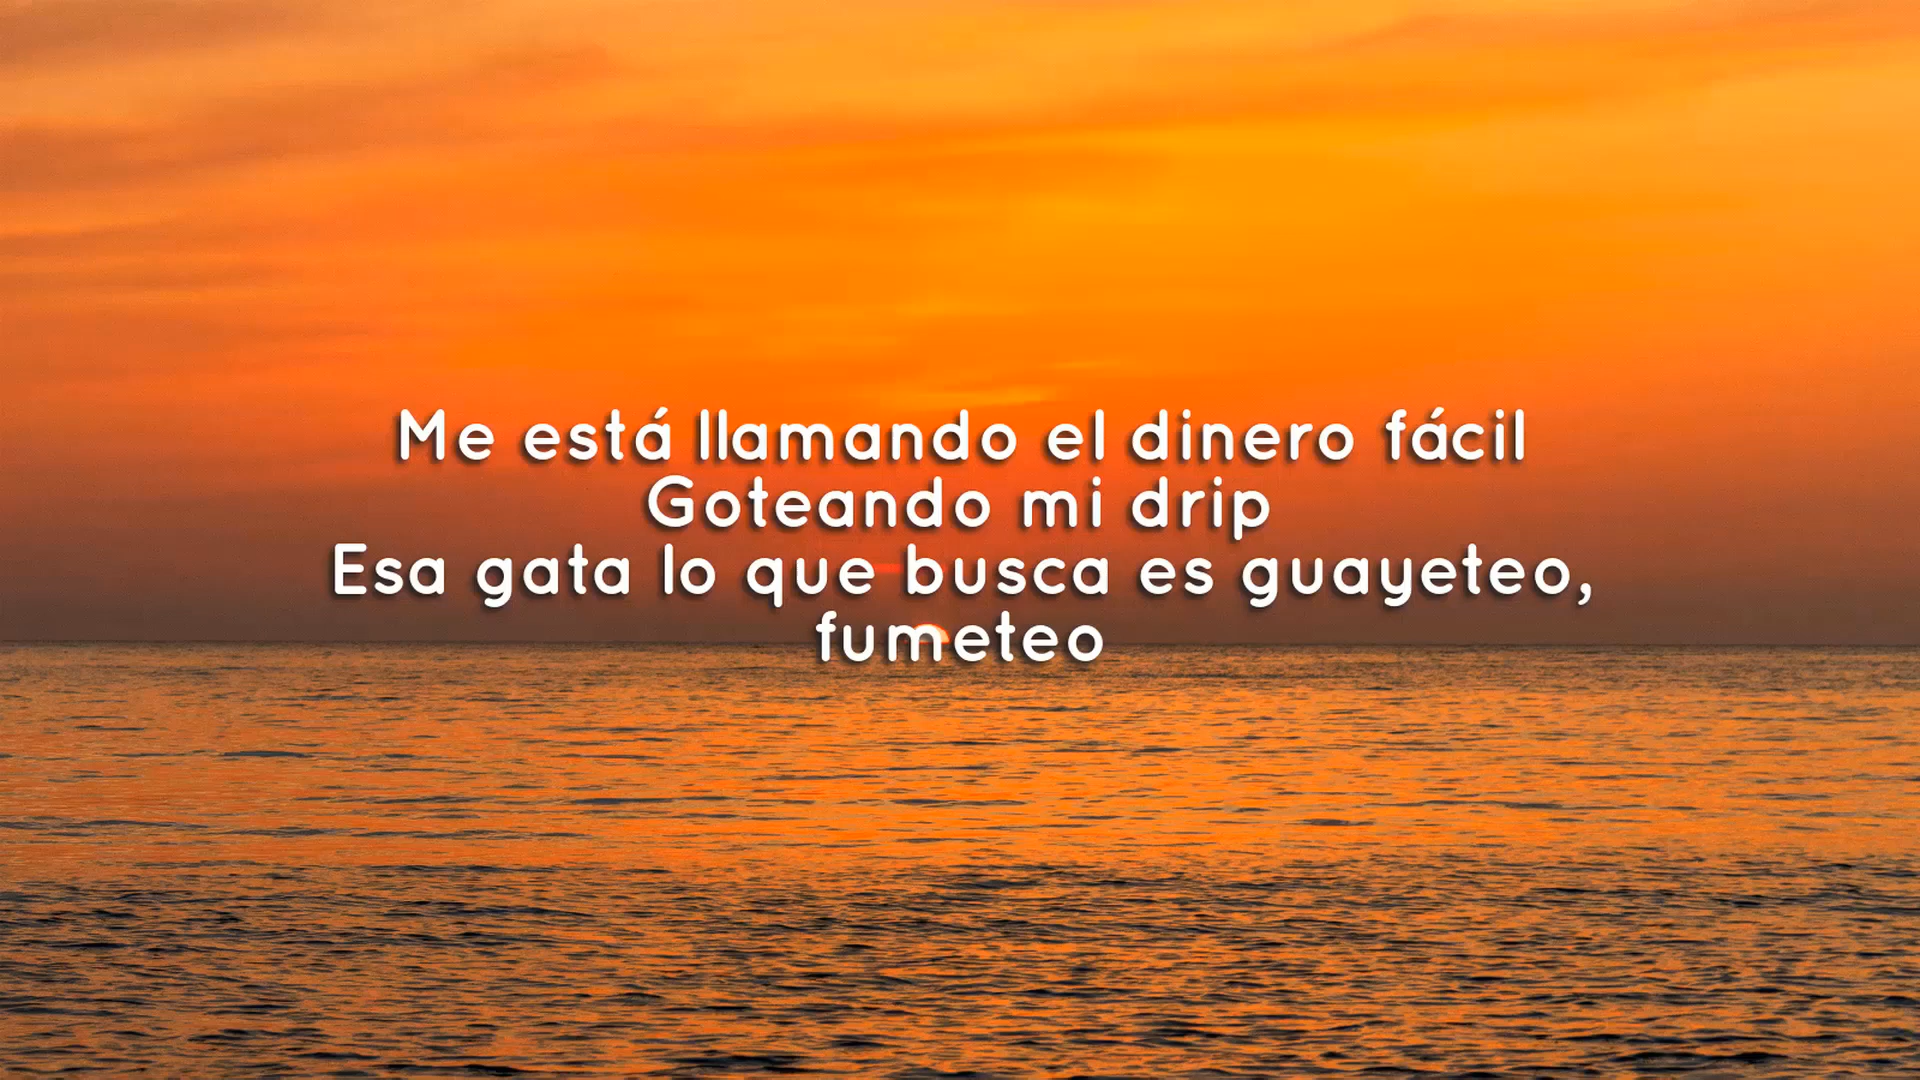 Me está llamando el dinero fácil
Goteando mi drip
Esa gata lo que busca es guayeteo,
fumeteo